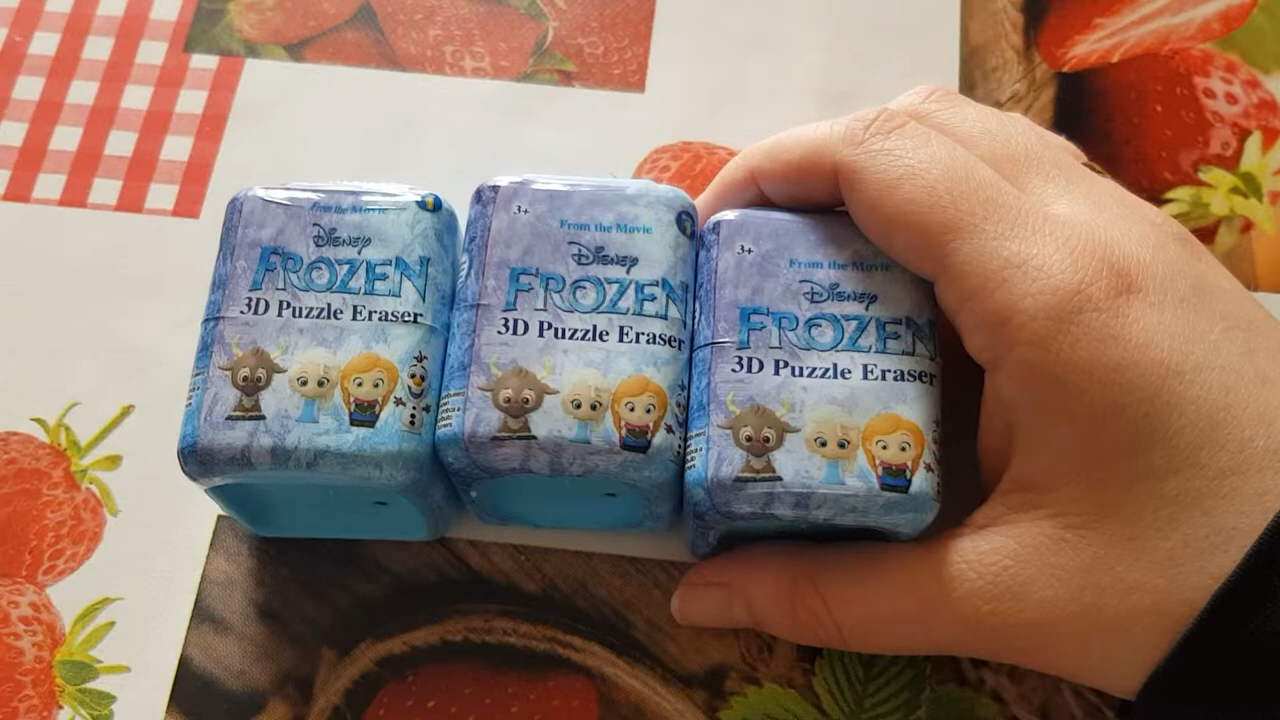 From the Movie
Disney
FROZEN
3D Puzzle Eraser
3+
From the Movie
Disney
FROZEN
3D Puzzle Eraser
3+
From the Movie
Disney
FROZEN
3D Puzzle Eraser